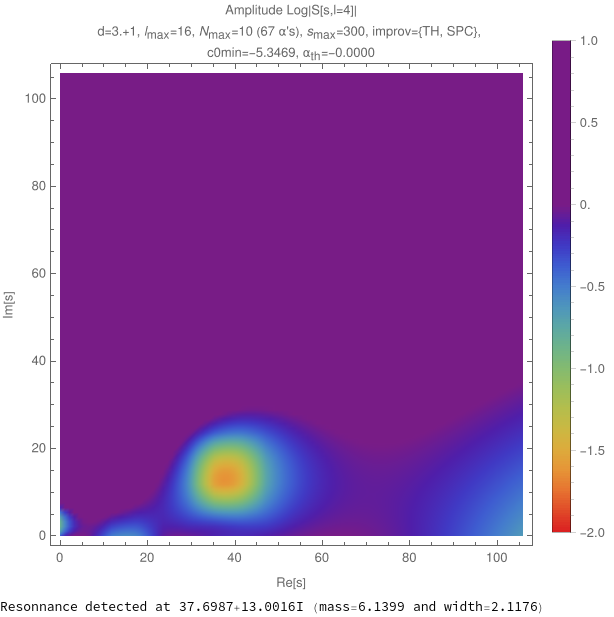 Amplitude Log|S[s,l=4]|
d=3.+1, lmax=16, Nmax=10 (67 α's), smax=300, improv={TH, SPC},
c0min=−5.3469, αth=−0.0000
100
80
60
40
20
0
Im[s]
0 20 40 60 80 100
Re[s]
1.0
0.5
0.
−0.5
−1.0
−1.5
−2.0
Resonnance detected at 37.6987+13.0016I (mass=6.1399 and width=2.1176)